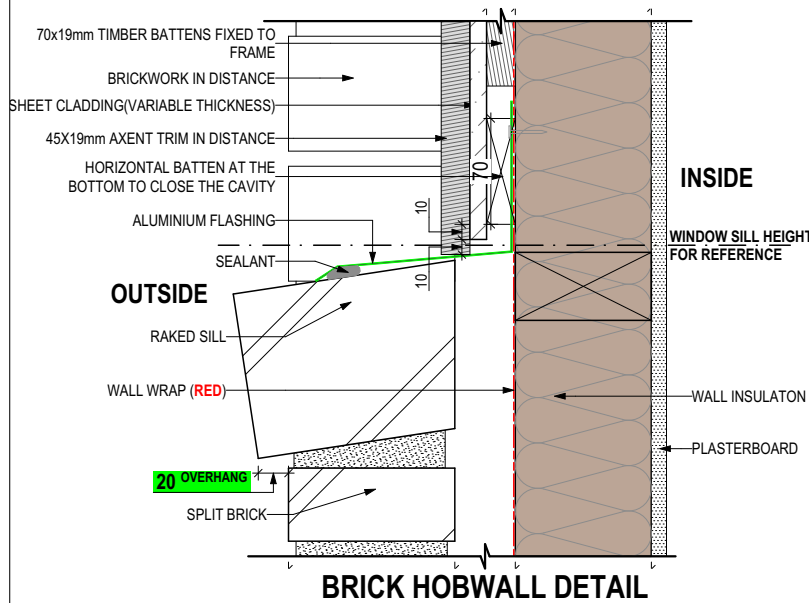 70x19mm TIMBER BATTENS FIXED TO
FRAME
BRICKWORK IN DISTANCE
SHEET CLADDING(VARIABLE THICKNESS)
45X19mm AXENT TRIM IN DISTANCE
HORIZONTAL BATTEN AT THE
BOTTOM TO CLOSE THE CAVITY
70
INSIDE
10
ALUMINIUM FLASHING
WINDOW SILL HEIGHT
FOR REFERENCE
SEALANT
10
OUTSIDE
RAKED SILL
WALL WRAP (RED)
WALL INSULATON
PLASTERBOARD
20 OVERHANG
SPLIT BRICK
BRICK HOBWALL DETAIL